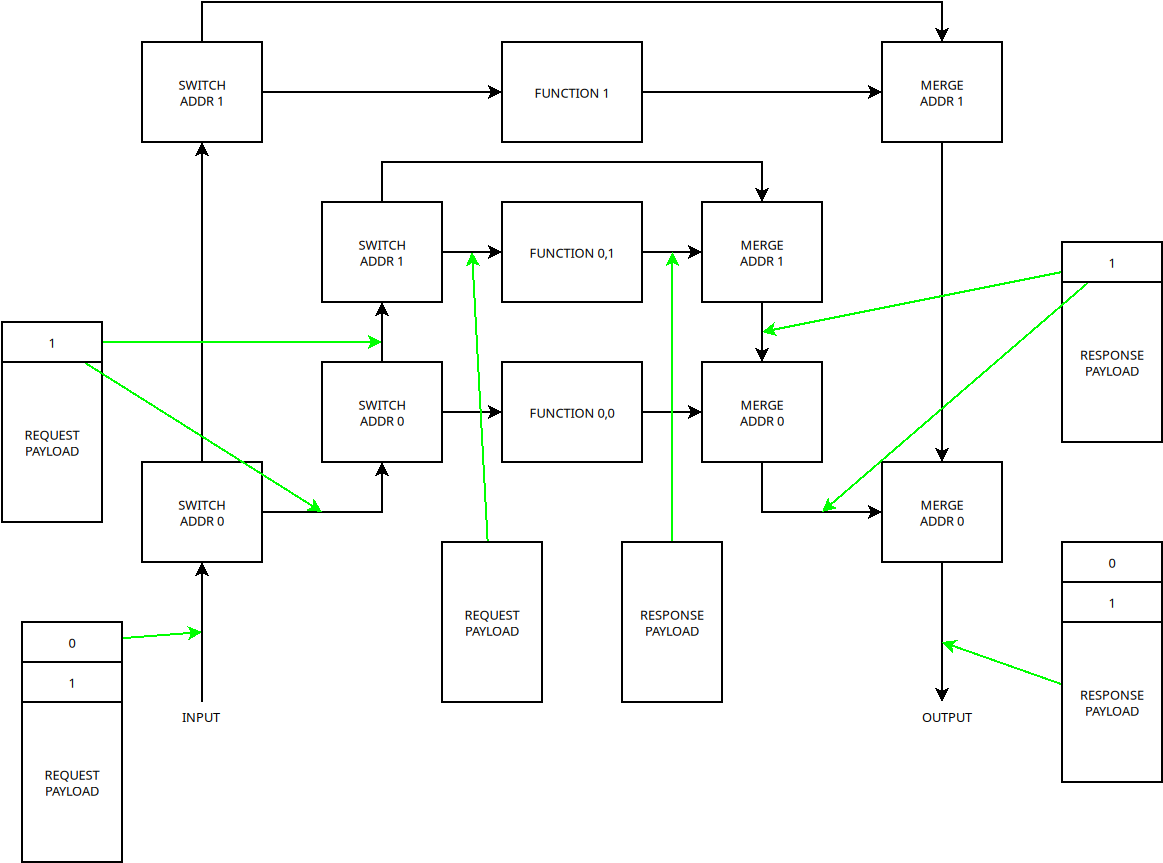 SWITCH
ADDR 1
FUNCTION 1
MERGE
ADDR 1
SWITCH
ADDR 1
FUNCTION 0,1
MERGE
ADDR 1
1
RESPONSE
PAYLOAD
1
REQUEST
PAYLOAD
SWITCH
ADDR 0
FUNCTION 0,0
MERGE
ADDR 0
SWITCH
ADDR 0
MERGE
ADDR 0
REQUEST
PAYLOAD
RESPONSE
PAYLOAD
0
1
RESPONSE
PAYLOAD
0
1
REQUEST
PAYLOAD
INPUT
OUTPUT